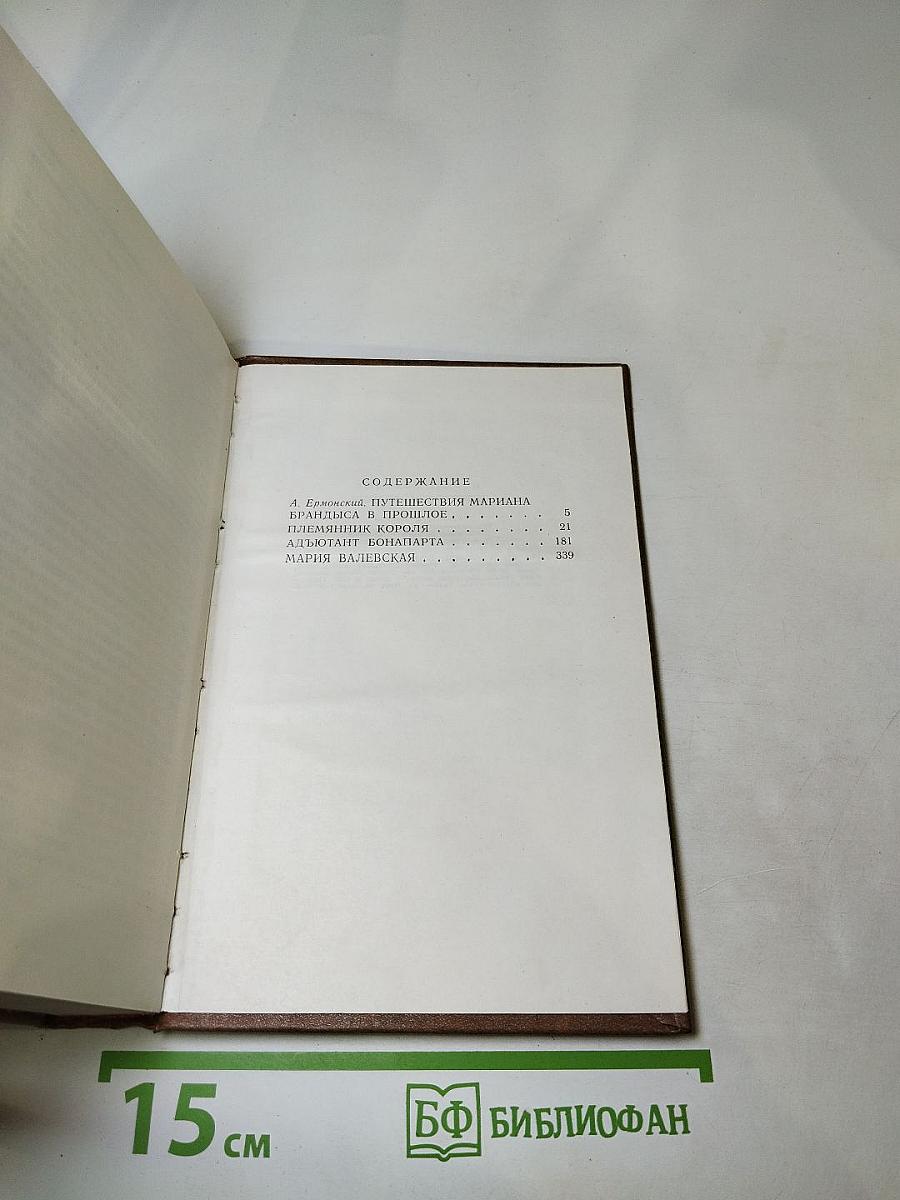 СОДЕРЖАНИЕ
А. Ермонский. ПУТЕШЕСТВИЯ МАРИАНА
БРАНДЫСА В ПРОШЛОЕ . . . . . . . 5
ПЛЕМЯННИК КОРОЛЯ . . . . . . . . 21
АДЪЮТАНТ БОНАПАРТА . . . . . . . 181
МАРИЯ ВАЛЕВСКАЯ . . . . . . . . . 339
15 см
БФ БИБЛИОФАН